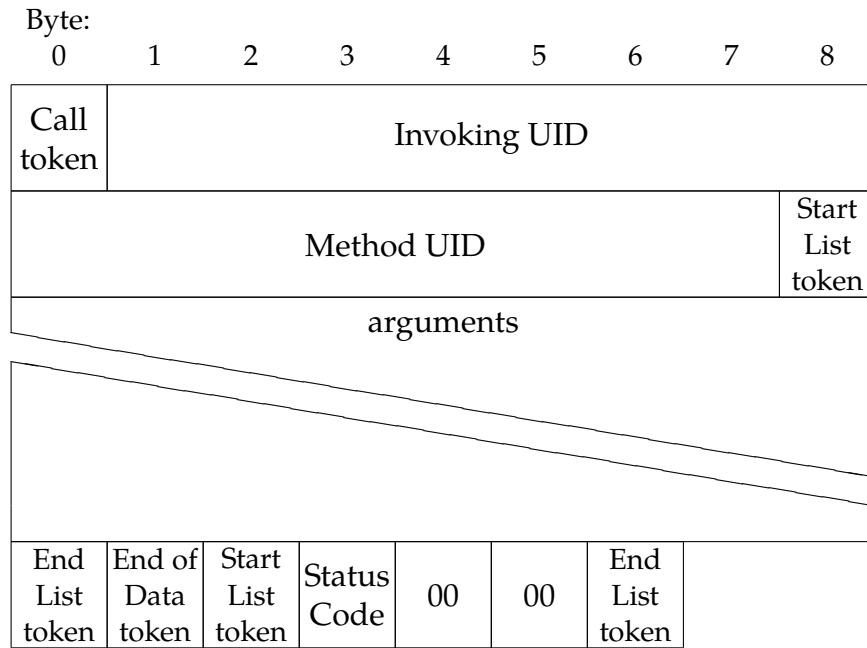 Byte:
0 1 2 3 4 5 6 7 8
Call
token
Invoking UID
Method UID
Start
List
token
arguments
End
List
token
End of
Data
token
Start
List
token
Status
Code
00
00
End
List
token